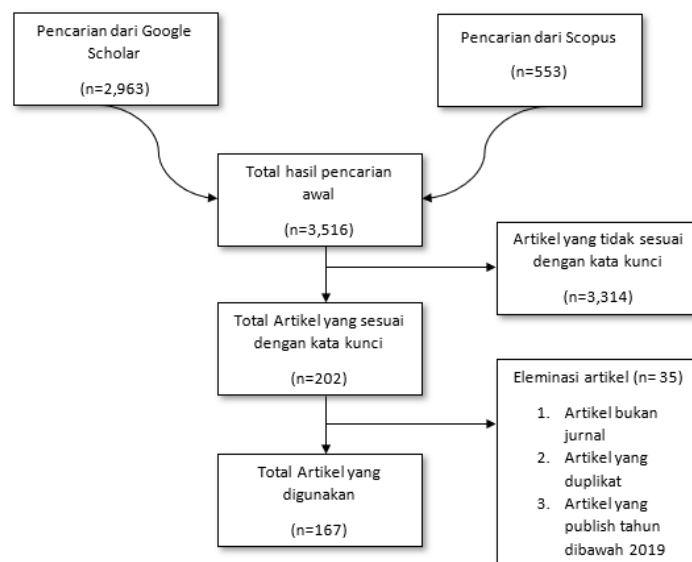 Pencarian dari Google
Scholar
(n=2,963)
Pencarian dari Scopus
(n=553)
Total hasil pencarian
awal
(n=3,516)
Artikel yang tidak sesuai
dengan kata kunci
(n=3,314)
Total Artikel yang sesuai
dengan kata kunci
(n=202)
Eleminasi artikel (n= 35)
1. Artikel bukan
jurnal
2. Artikel yang
duplikat
3. Artikel yang
publish tahun
dibawah 2019
Total Artikel yang
digunakan
(n=167)